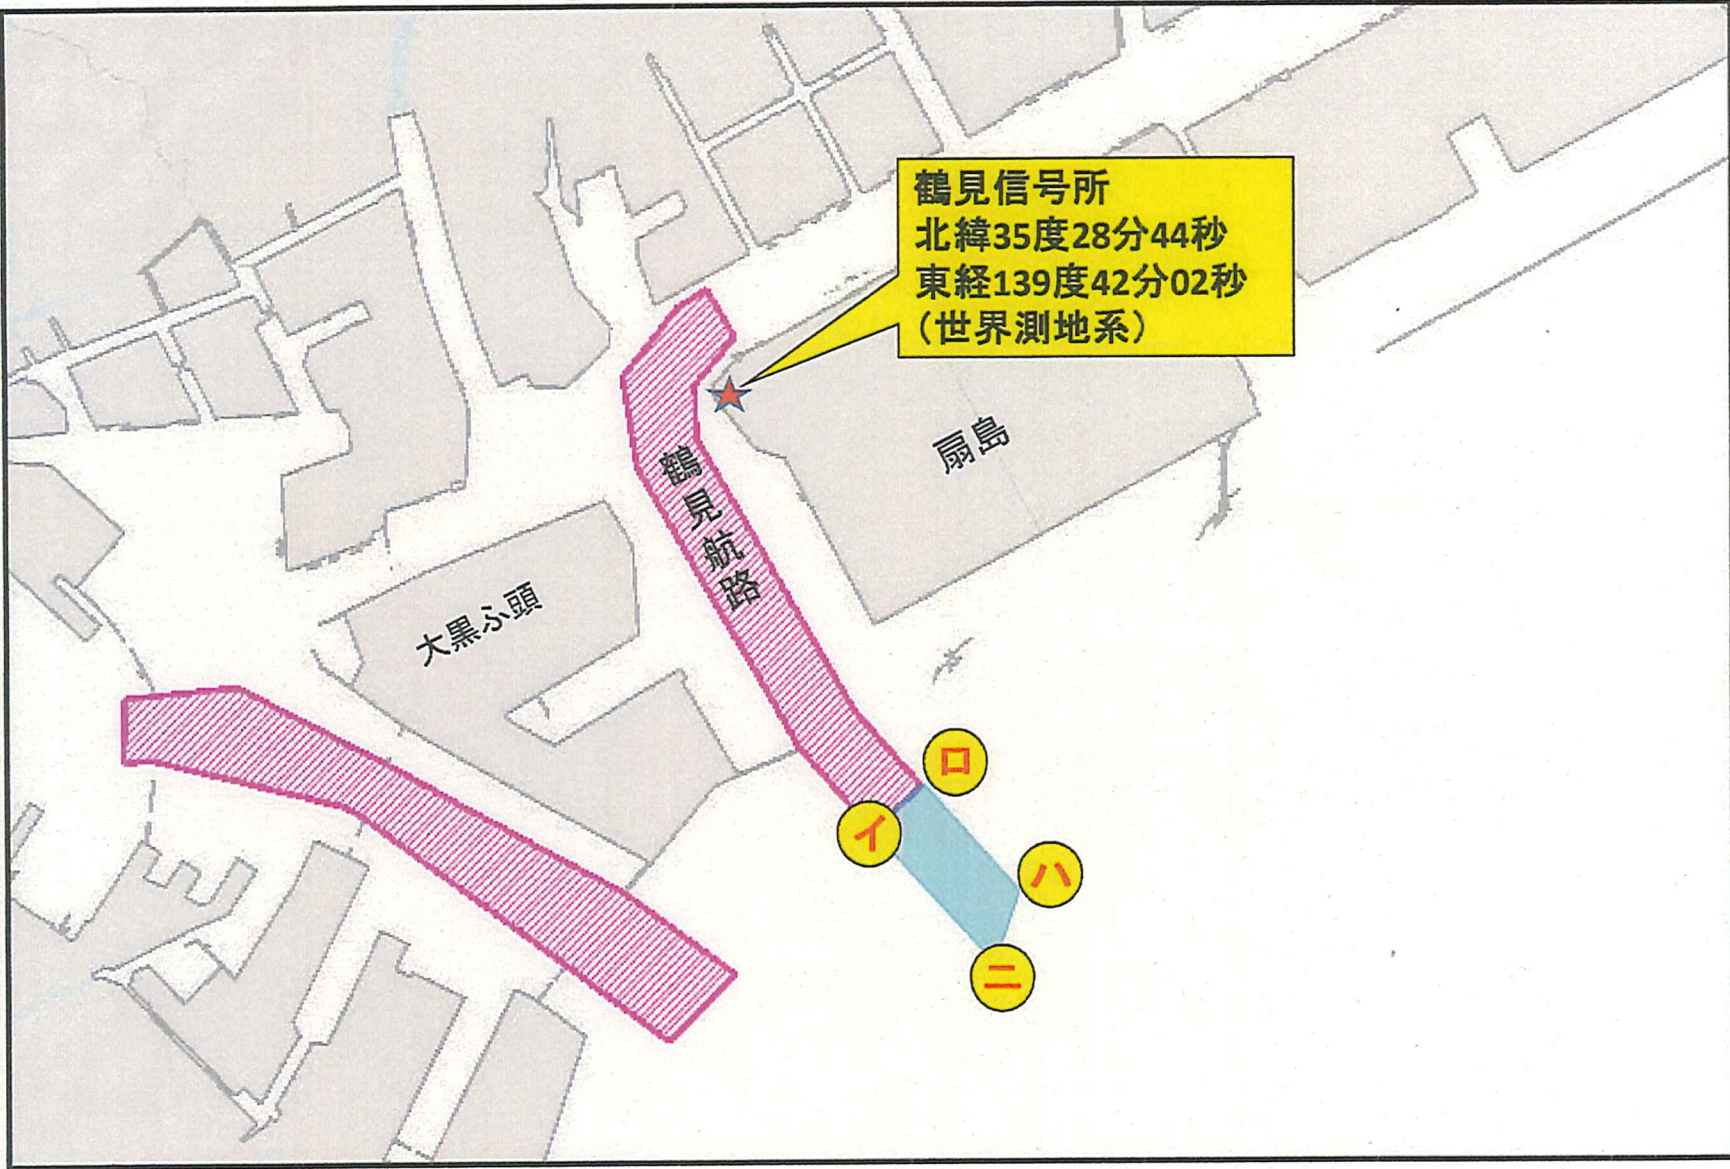 鶴見信号所
北緯35度28分44秒
東経139度42分02秒
（世界測地系）
扇島
鶴見航路
大黒ふ頭
ロ
イ
ハ
ニ